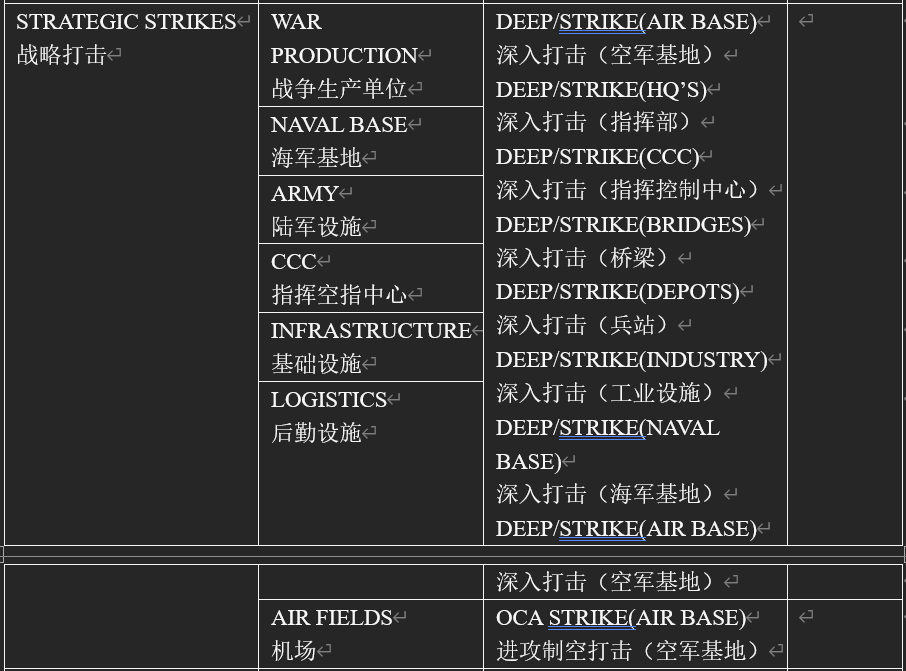 STRATEGIC STRIKES
战略打击
WAR
PRODUCTION
战争生产单位
NAVAL BASE
海军基地
ARMY
陆军设施
CCC
指挥空指中心
INFRASTRUCTURE
基础设施
LOGISTICS
后勤设施
DEEP/STRIKE(AIR BASE)
深入打击（空军基地）
DEEP/STRIKE(HQ’S)
深入打击（指挥部）
DEEP/STRIKE(CCC)
深入打击（指挥控制中心）
DEEP/STRIKE(BRIDGES)
深入打击（桥梁）
DEEP/STRIKE(DEPOTS)
深入打击（兵站）
DEEP/STRIKE(INDUSTRY)
深入打击（工业设施）
DEEP/STRIKE(NAVAL
BASE)
深入打击（海军基地）
DEEP/STRIKE(AIR BASE)
深入打击（空军基地）
AIR FIELDS
机场
OCA STRIKE(AIR BASE)
进攻制空打击（空军基地）